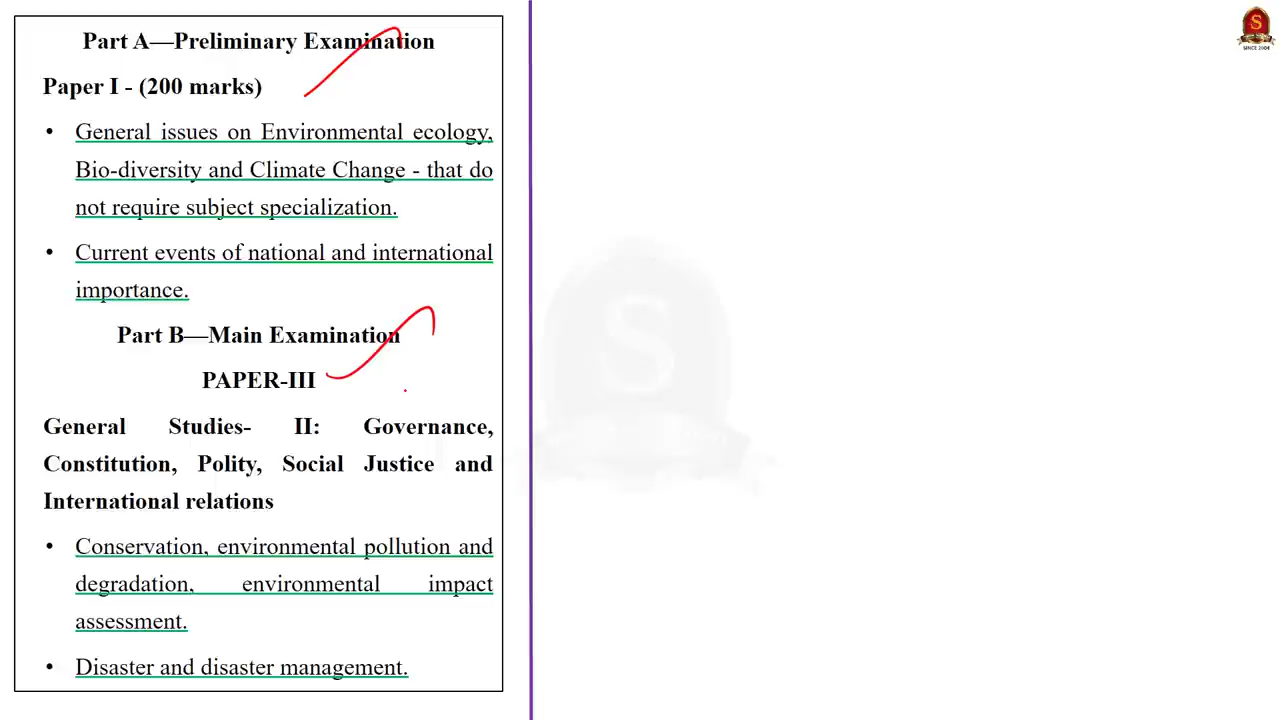 Part A—Preliminary Examination
Paper I - (200 marks)
• General issues on Environmental ecology,
Bio-diversity and Climate Change - that do
not require subject specialization.
• Current events of national and international
importance.
Part B—Main Examination
PAPER-III
General Studies- II: Governance,
Constitution, Polity, Social Justice and
International relations
• Conservation, environmental pollution and
degradation, environmental impact
assessment.
• Disaster and disaster management.
S
SINCE 2004
S